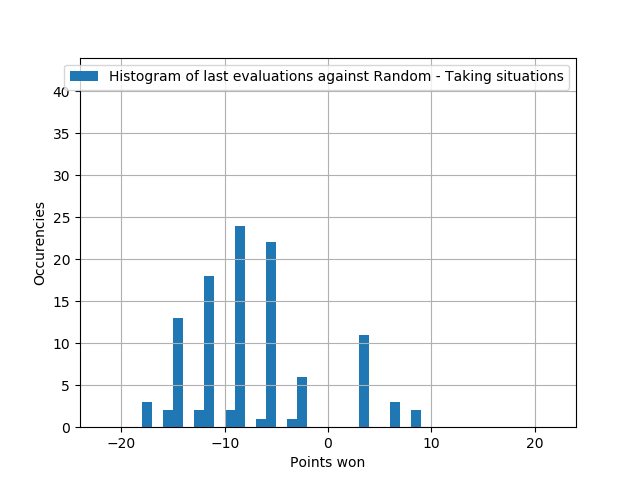 Histogram of last evaluations against Random - Taking situations
40
35
30
25
20
15
10
5
0
Occurencies
−20 −10 0 10 20
Points won